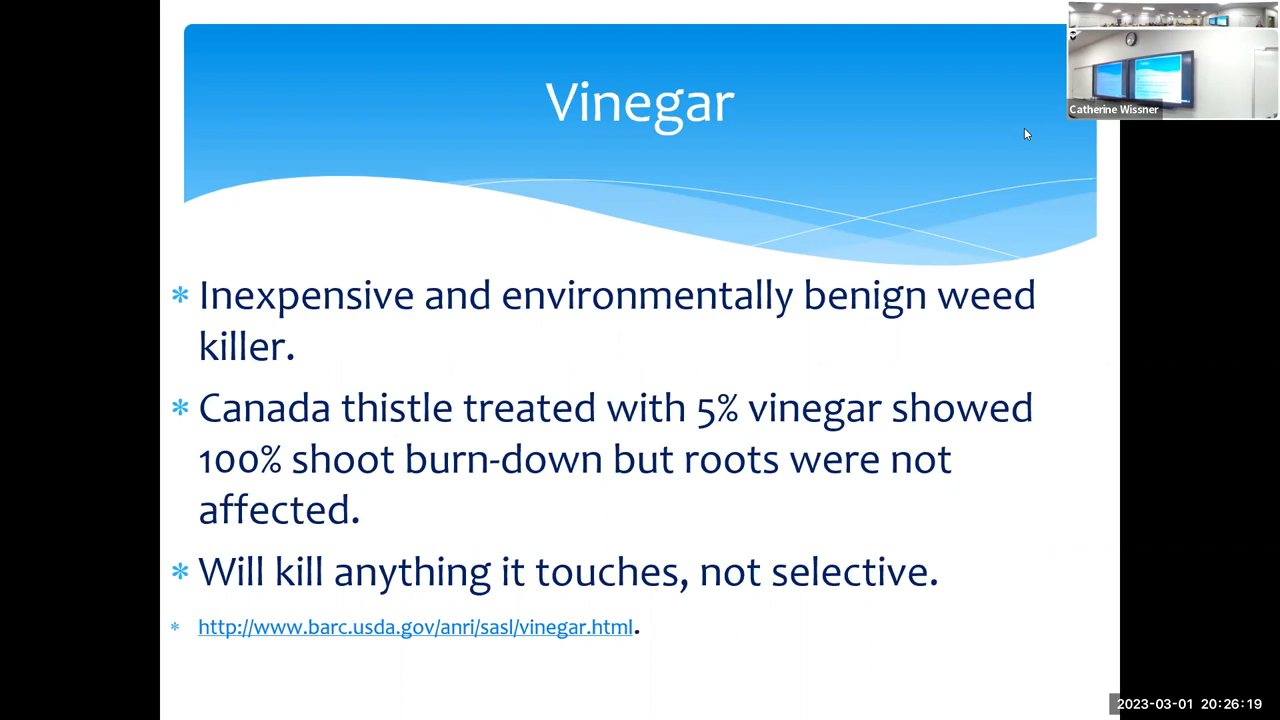 Vinegar
Catherine Wissner
* Inexpensive and environmentally benign weed
killer.
* Canada thistle treated with 5% vinegar showed
100% shoot burn-down but roots were not
affected.
* Will kill anything it touches, not selective.
* http://www.barc.usda.gov/anri/sasl/vinegar.html.
2023-03-01 20:26:19